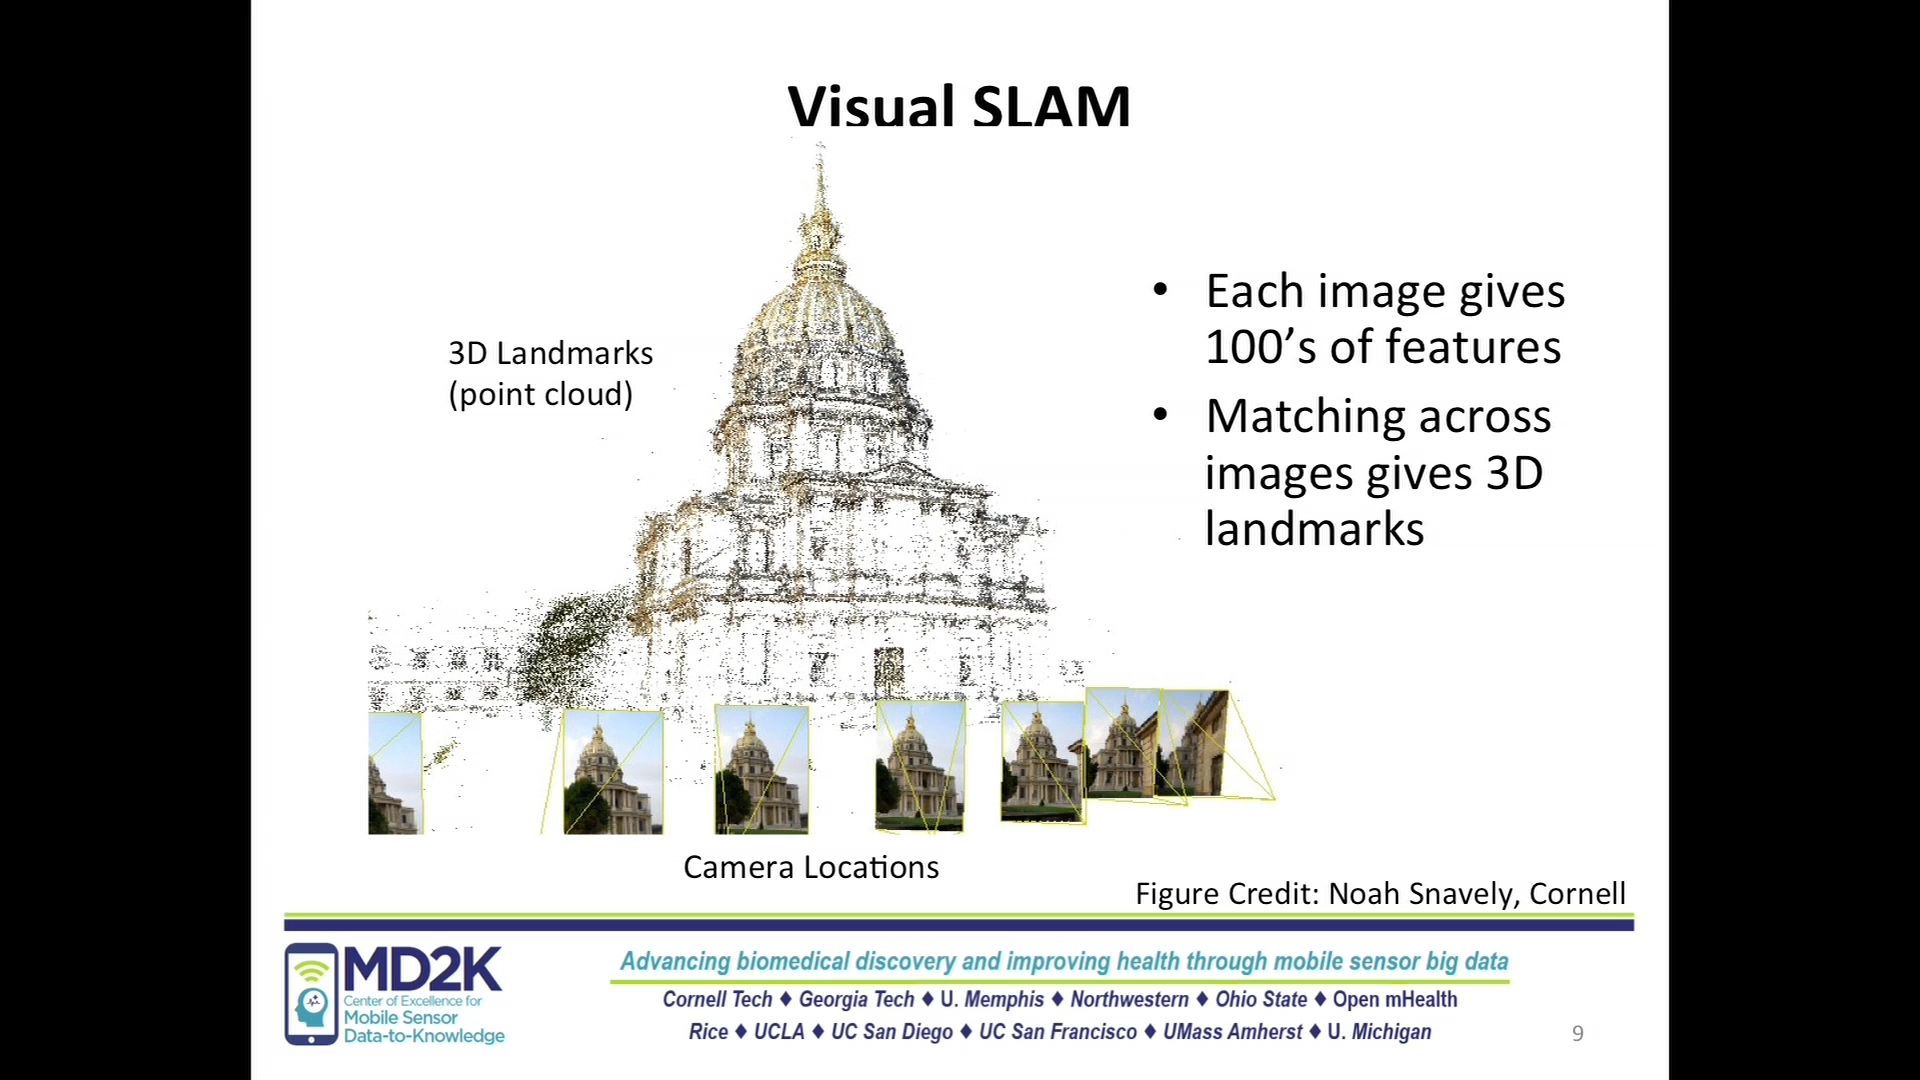 Visual SLAM
3D Landmarks
(point cloud)
• Each image gives
100’s of features
• Matching across
images gives 3D
landmarks
Camera Locations
Figure Credit: Noah Snavely, Cornell
MD2K
Center of Excellence for
Mobile Sensor
Data-to-Knowledge
Advancing biomedical discovery and improving health through mobile sensor big data
Cornell Tech ♦ Georgia Tech ♦ U. Memphis ♦ Northwestern ♦ Ohio State ♦ Open mHealth
Rice ♦ UCLA ♦ UC San Diego ♦ UC San Francisco ♦ UMass Amherst ♦ U. Michigan
9